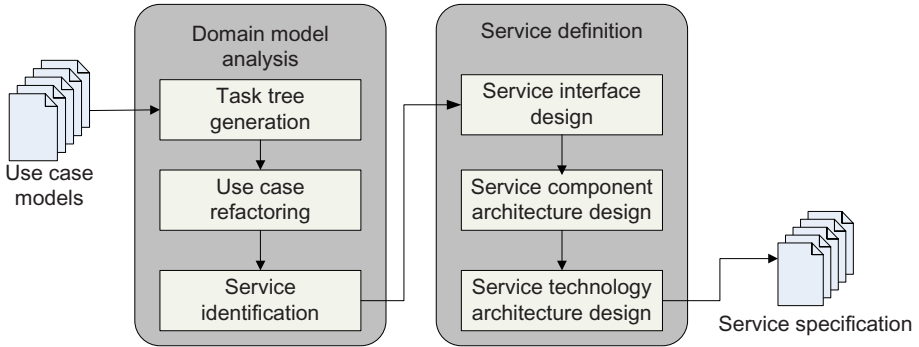 Use case
models
Domain model
analysis
Task tree
generation
Use case
refactoring
Service
identification
Service definition
Service interface
design
Service component
architecture design
Service technology
architecture design
Service specification